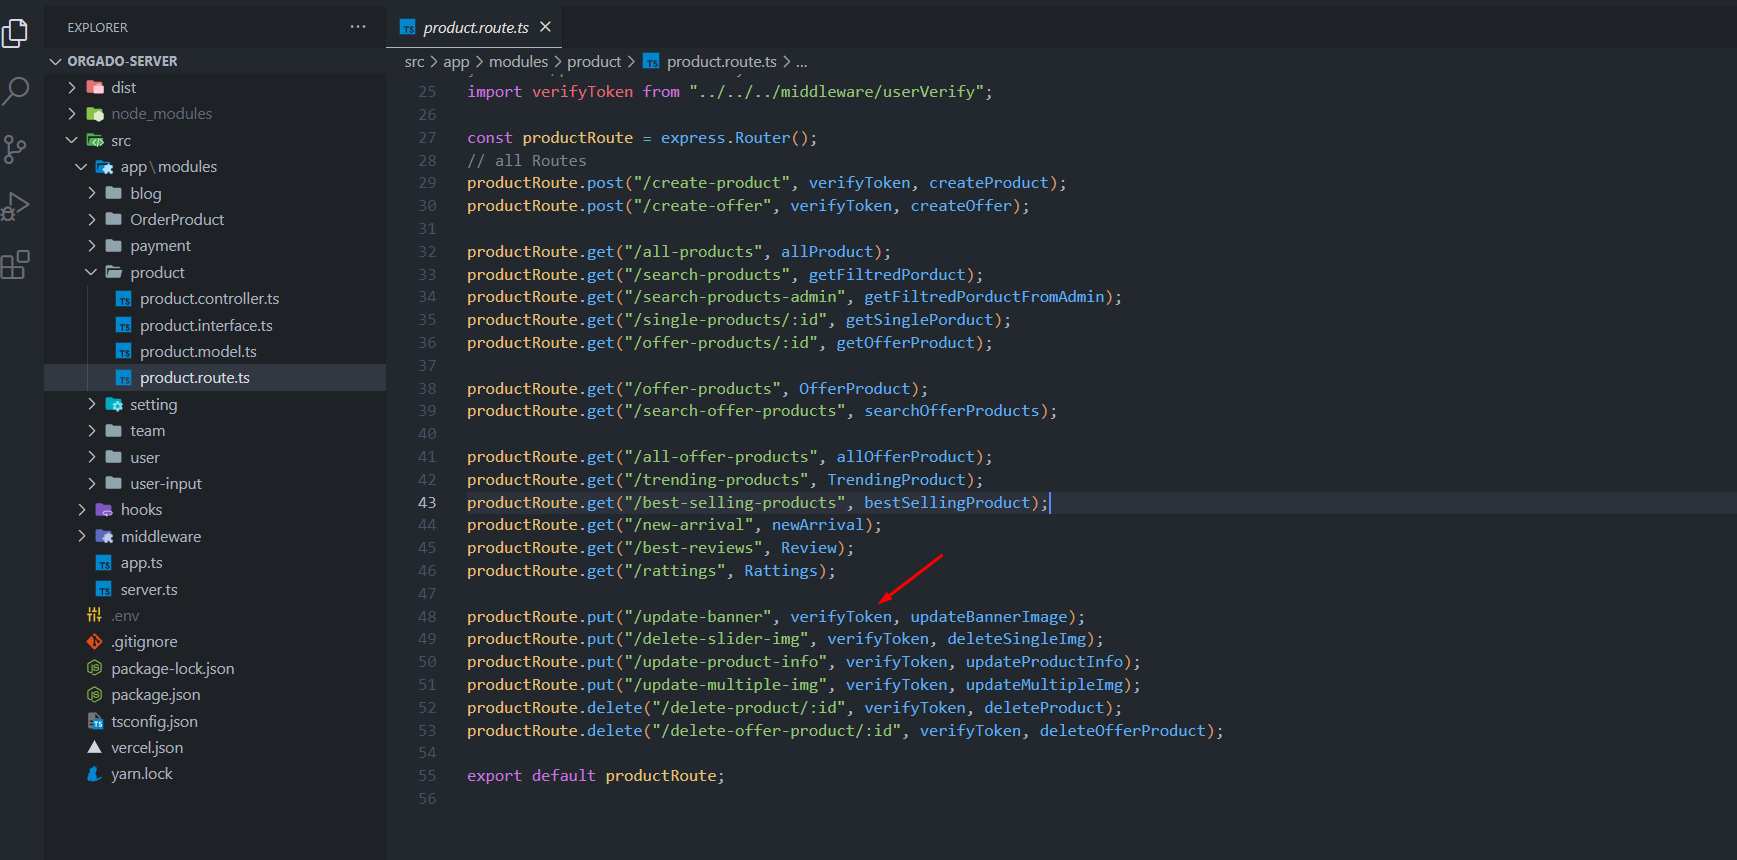 EXPLORER
ORGADO-SERVER
dist
node_modules
src
app\modules
blog
OrderProduct
payment
product
product.controller.ts
product.interface.ts
product.model.ts
product.route.ts
setting
team
user
user-input
hooks
middleware
app.ts
server.ts
.env
.gitignore
package-lock.json
package.json
tsconfig.json
vercel.json
yarn.lock
product.route.ts
src > app > modules > product > product.route.ts > ...
25 import verifyToken from "../../../middleware/userVerify";
26
27 const productRoute = express.Router();
28 // all Routes
29 productRoute.post("/create-product", verifyToken, createProduct);
30 productRoute.post("/create-offer", verifyToken, createOffer);
31
32 productRoute.get("/all-products", allProduct);
33 productRoute.get("/search-products", getFiltredPorduct);
34 productRoute.get("/search-products-admin", getFiltredPorductFromAdmin);
35 productRoute.get("/single-products/:id", getSinglePorduct);
36 productRoute.get("/offer-products/:id", getOfferProduct);
37
38 productRoute.get("/offer-products", OfferProduct);
39 productRoute.get("/search-offer-products", searchOfferProducts);
40
41 productRoute.get("/all-offer-products", allOfferProduct);
42 productRoute.get("/trending-products", TrendingProduct);
43 productRoute.get("/best-selling-products", bestSellingProduct);
44 productRoute.get("/new-arrival", newArrival);
45 productRoute.get("/best-reviews", Review);
46 productRoute.get("/rattings", Rattings);
47
48 productRoute.put("/update-banner", verifyToken, updateBannerImage);
49 productRoute.put("/delete-slider-img", verifyToken, deleteSingleImg);
50 productRoute.put("/update-product-info", verifyToken, updateProductInfo);
51 productRoute.put("/update-multiple-img", verifyToken, updateMultipleImg);
52 productRoute.delete("/delete-product/:id", verifyToken, deleteProduct);
53 productRoute.delete("/delete-offer-product/:id", verifyToken, deleteOfferProduct);
54
55 export default productRoute;
56